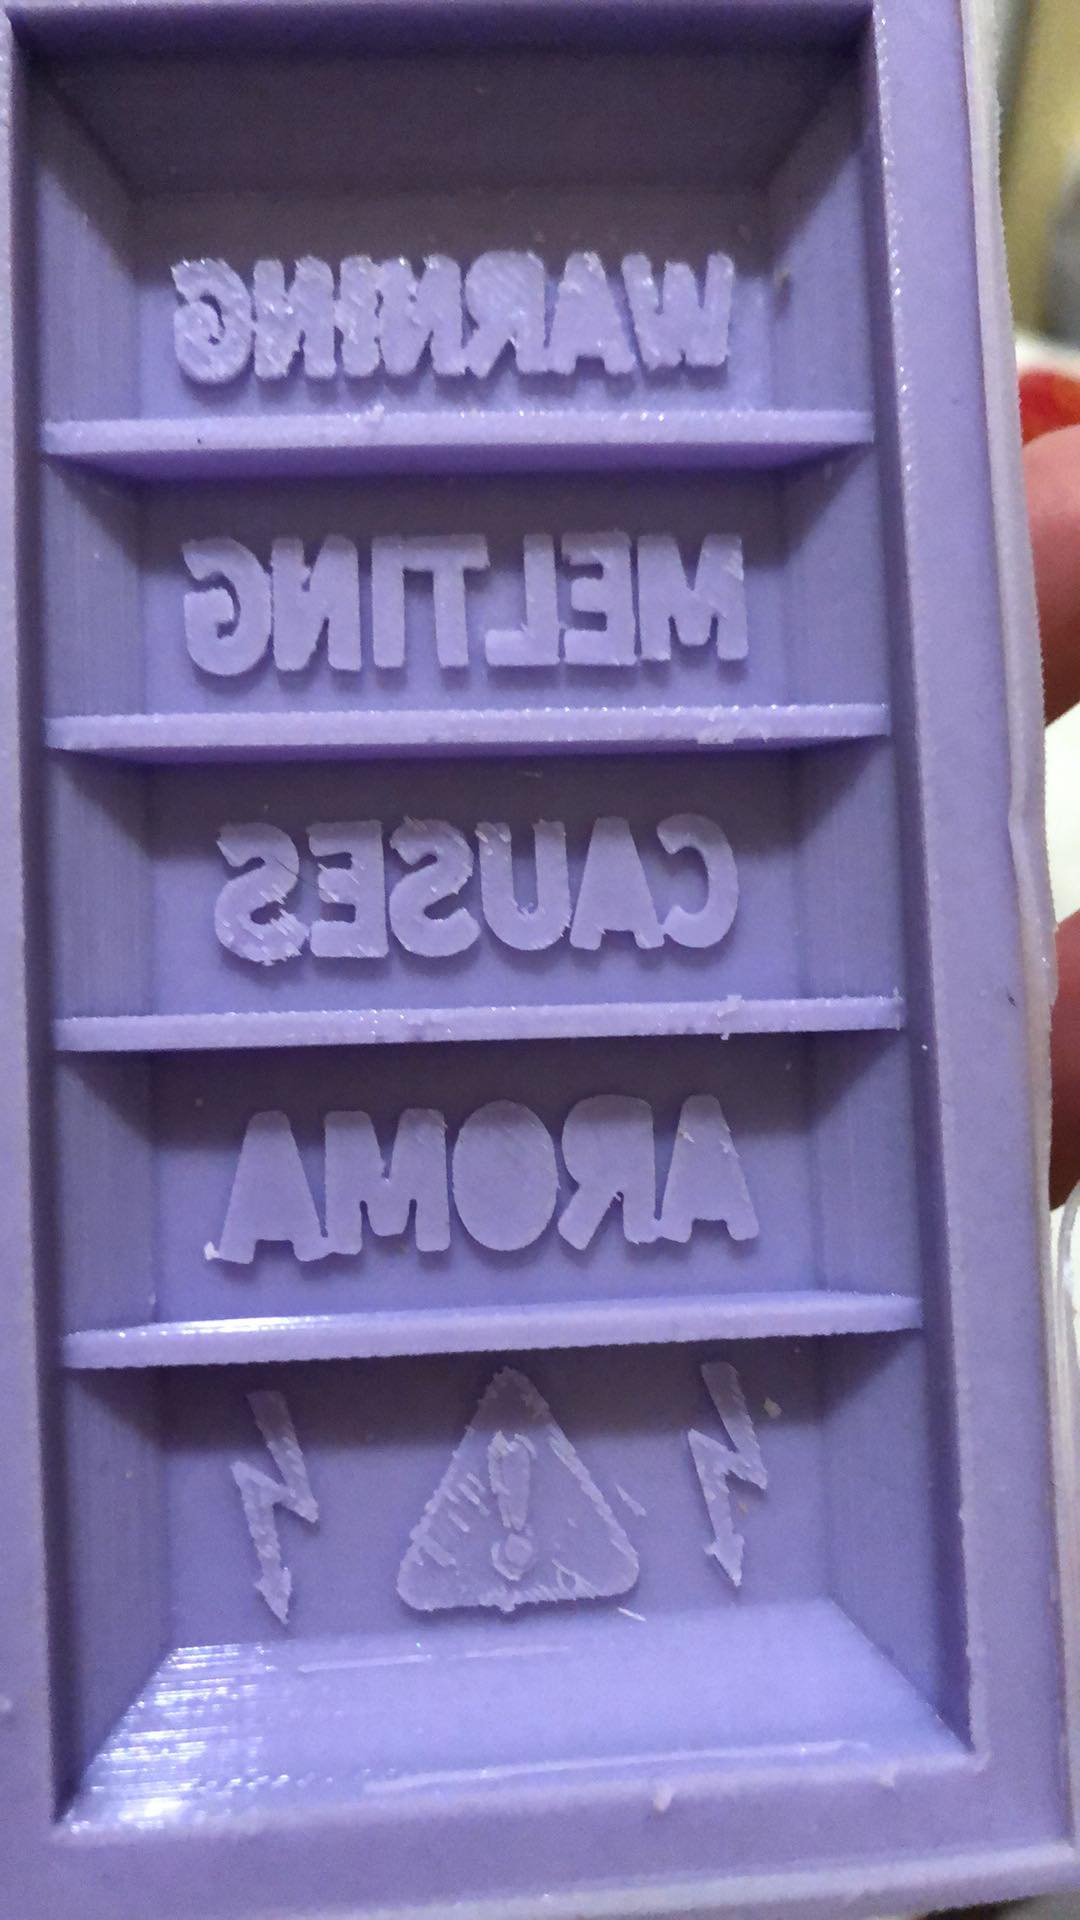 WARNING
MELTING
CAUSES
AROMA
!